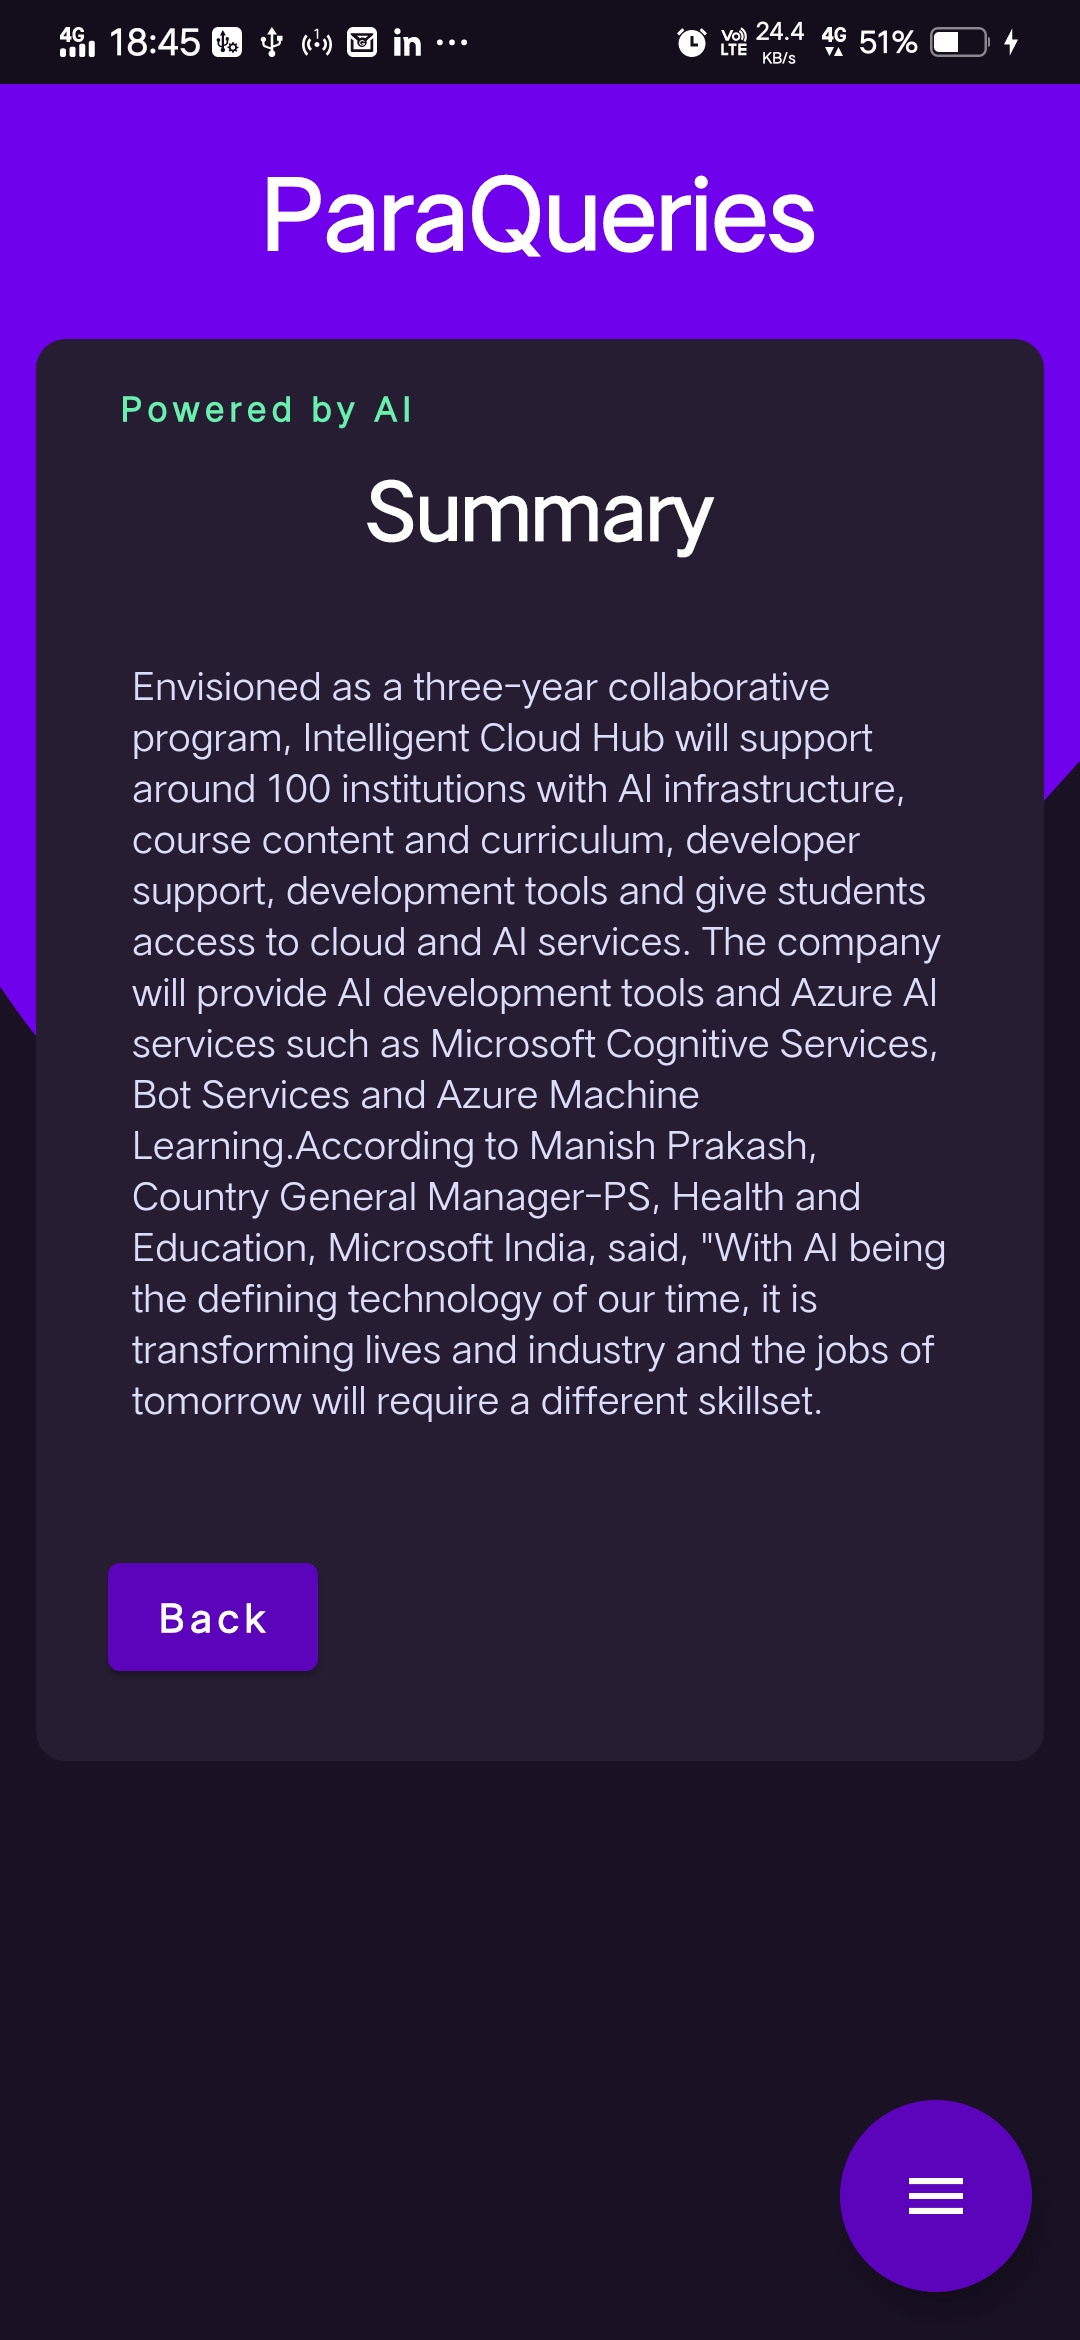 4G 18:45 1 in ... Vo) LTE 24.4 KB/s 4G 51%
ParaQueries
Powered by AI
Summary
Envisioned as a three-year collaborative
program, Intelligent Cloud Hub will support
around 100 institutions with AI infrastructure,
course content and curriculum, developer
support, development tools and give students
access to cloud and AI services. The company
will provide AI development tools and Azure AI
services such as Microsoft Cognitive Services,
Bot Services and Azure Machine
Learning.According to Manish Prakash,
Country General Manager-PS, Health and
Education, Microsoft India, said, "With AI being
the defining technology of our time, it is
transforming lives and industry and the jobs of
tomorrow will require a different skillset.
Back